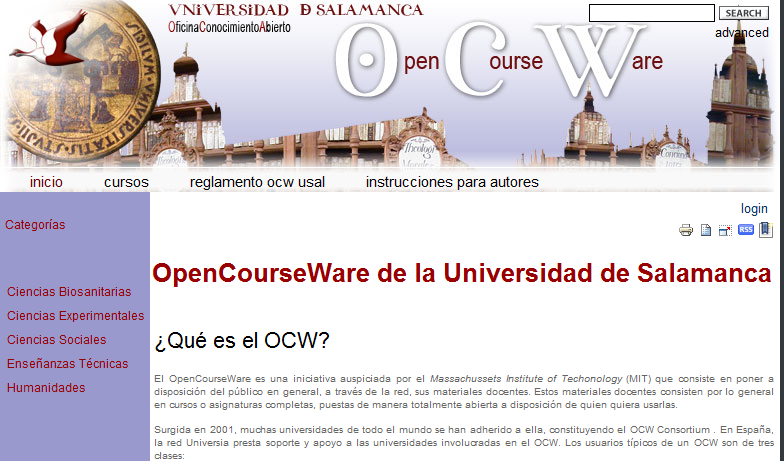 VNiVERSiDAD Ð SALAMANCA
OficinaConocimientoAbierto
SEARCH
advanced
Open Course Ware
Theologi
Morales
inicio cursos reglamento ocw usal instrucciones para autores
login
RSS
Categorías
Ciencias Biosanitarias
Ciencias Experimentales
Ciencias Sociales
Enseñanzas Técnicas
Humanidades
OpenCourseWare de la Universidad de Salamanca
¿Qué es el OCW?
El OpenCourseWare es una iniciativa auspiciada por el Massachussets Institute of Techonology (MIT) que consiste en poner a
disposición del público en general, a través de la red, sus materiales docentes. Estos materiales docentes consisten por lo general
en cursos o asignaturas completas, puestas de manera totalmente abierta a disposición de quien quiera usarlas.
Surgida en 2001, muchas universidades de todo el mundo se han adherido a ella, constituyendo el OCW Consortium . En España,
la red Universia presta soporte y apoyo a las universidades involucradas en el OCW. Los usuarios típicos de un OCW son de tres
clases: